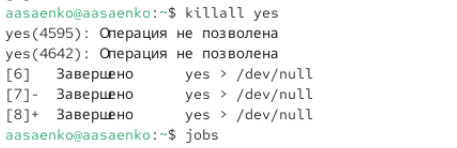 aasaenko@aasaenko:~$ killall yes
yes(4595): Операция не позволена
yes(4642): Операция не позволена
[6]   Завершено      yes > /dev/null
[7]-  Завершено      yes > /dev/null
[8]+  Завершено      yes > /dev/null
aasaenko@aasaenko:~$ jobs